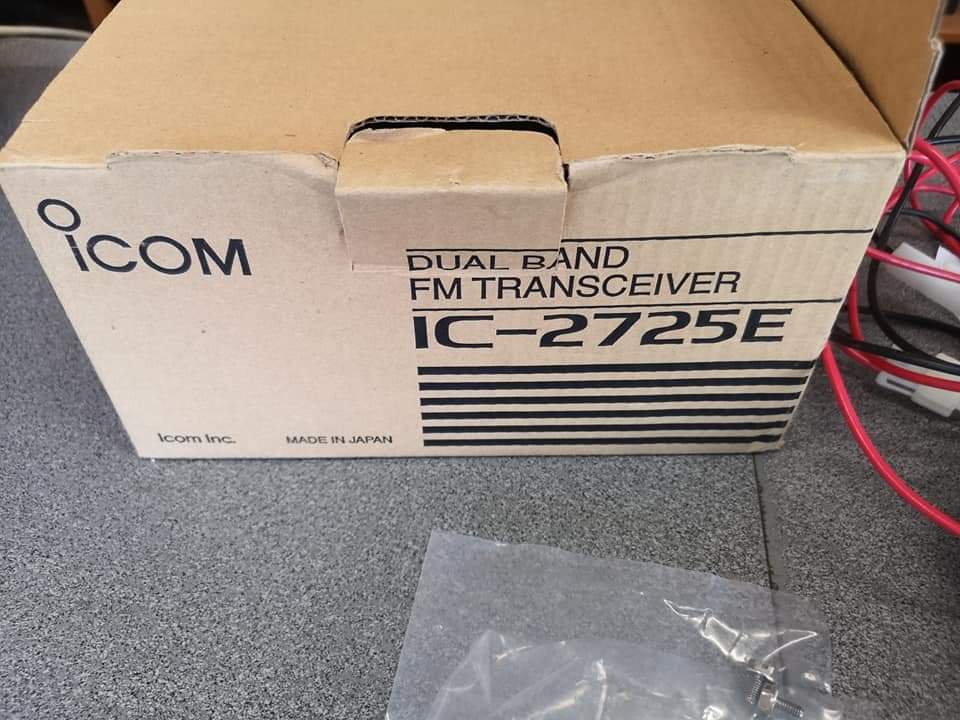 iCOM
DUAL BAND
FM TRANSCEIVER
IC-2725E
Icom Inc.
MADE IN JAPAN